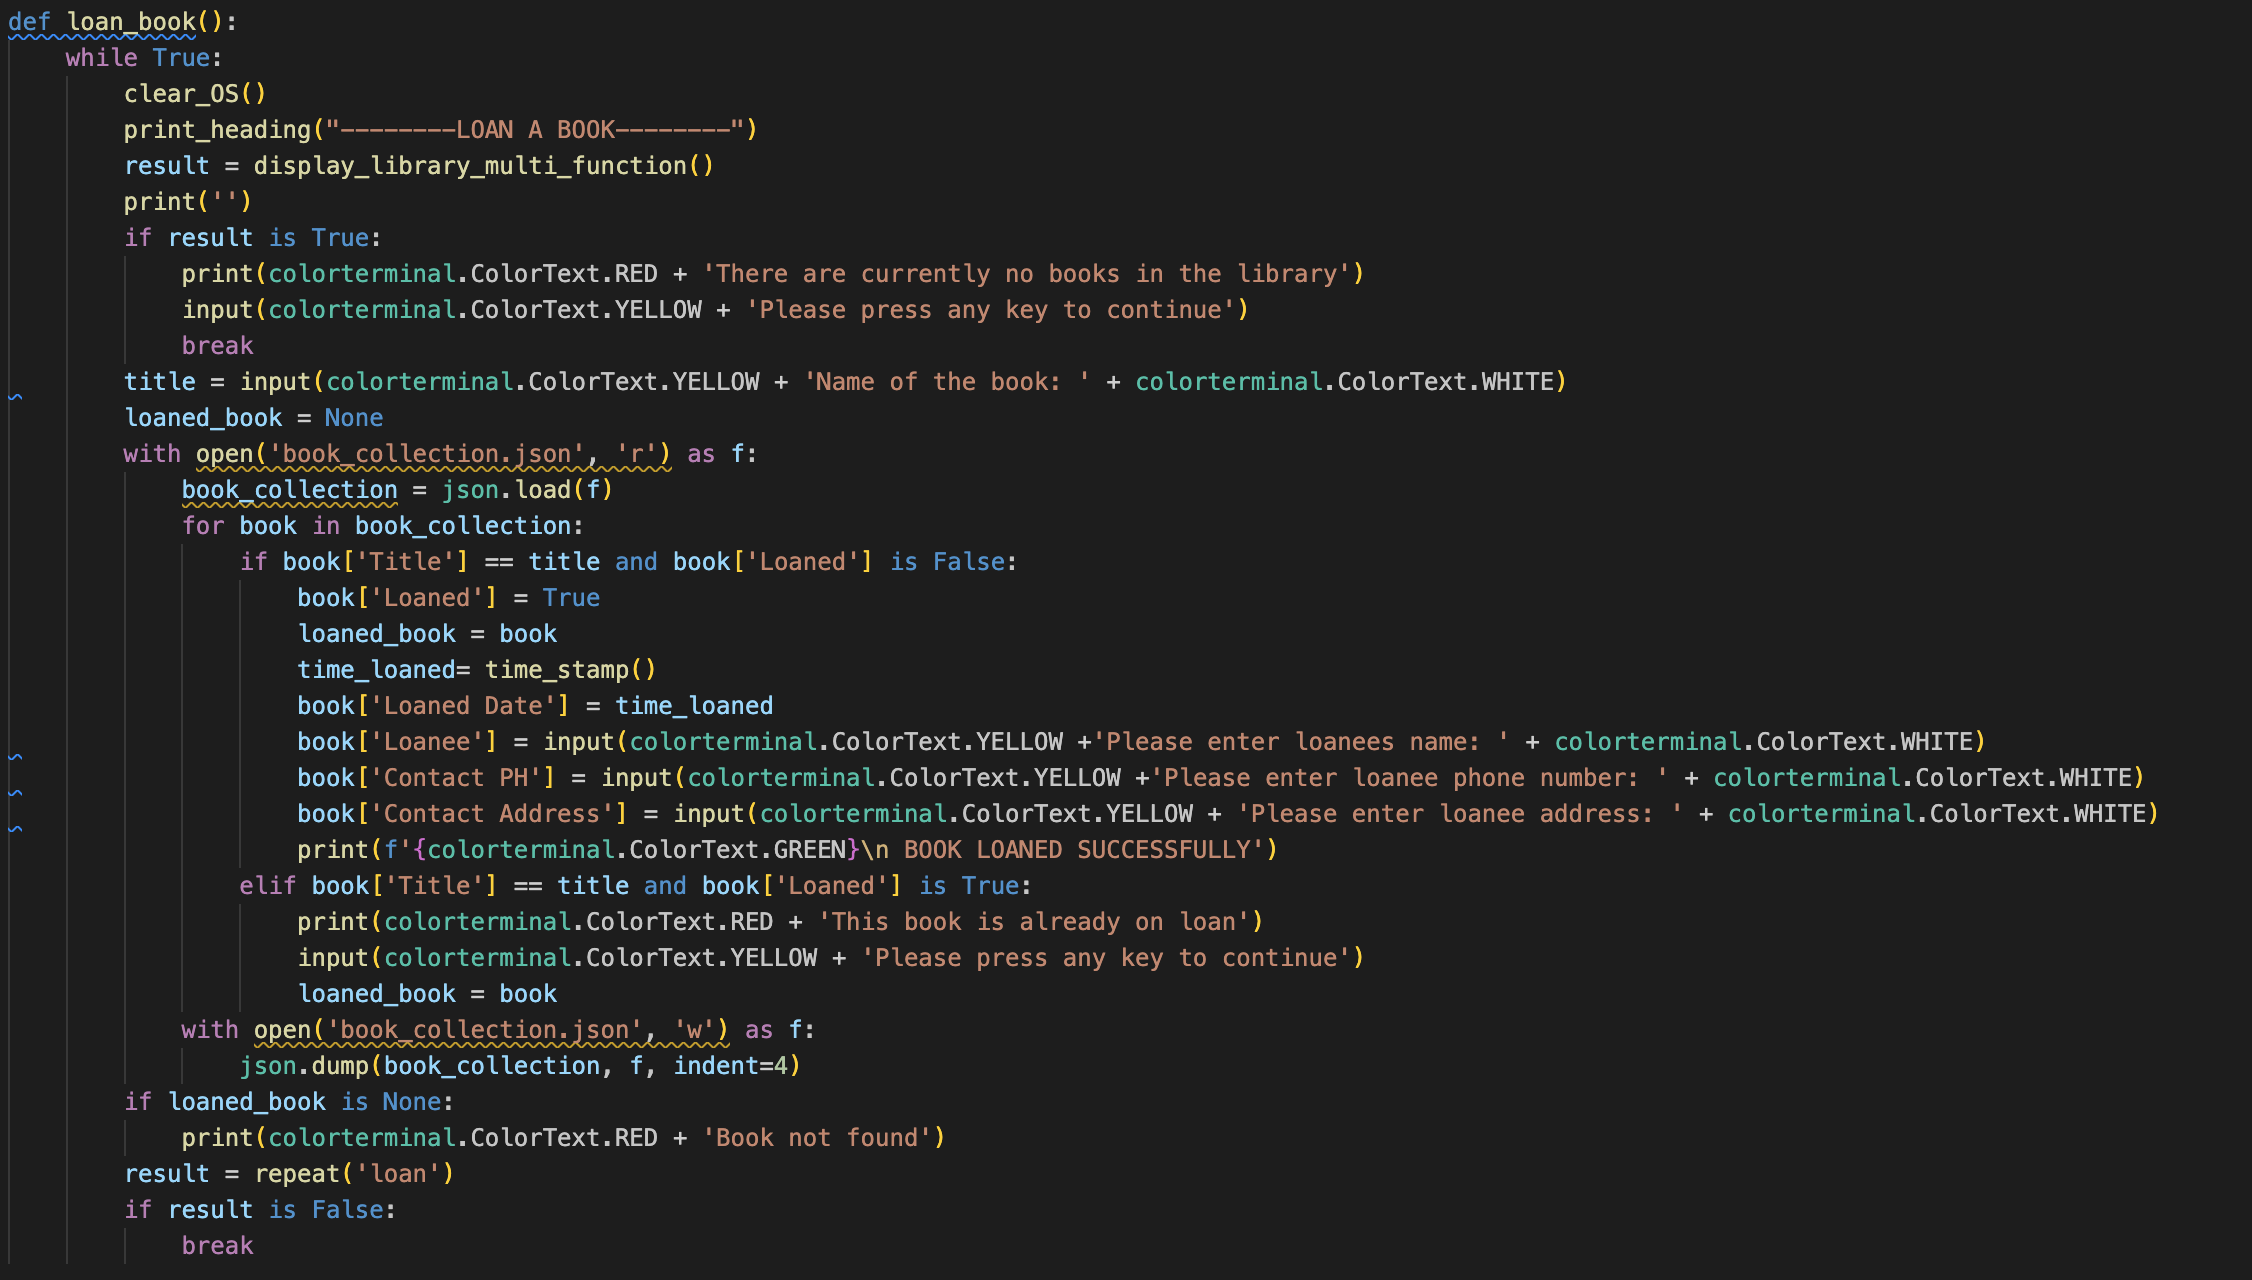 def loan_book():
    while True:
        clear_OS()
        print_heading("--------LOAN A BOOK--------")
        result = display_library_multi_function()
        print('')
        if result is True:
            print(colorterminal.ColorText.RED + 'There are currently no books in the library')
            input(colorterminal.ColorText.YELLOW + 'Please press any key to continue')
            break
        title = input(colorterminal.ColorText.YELLOW + 'Name of the book: ' + colorterminal.ColorText.WHITE)
        loaned_book = None
        with open('book_collection.json', 'r') as f:
            book_collection = json.load(f)
            for book in book_collection:
                if book['Title'] == title and book['Loaned'] is False:
                    book['Loaned'] = True
                    loaned_book = book
                    time_loaned= time_stamp()
                    book['Loaned Date'] = time_loaned
                    book['Loanee'] = input(colorterminal.ColorText.YELLOW +'Please enter loanees name: ' + colorterminal.ColorText.WHITE)
                    book['Contact PH'] = input(colorterminal.ColorText.YELLOW +'Please enter loanee phone number: ' + colorterminal.ColorText.WHITE)
                    book['Contact Address'] = input(colorterminal.ColorText.YELLOW + 'Please enter loanee address: ' + colorterminal.ColorText.WHITE)
                    print(f'{colorterminal.ColorText.GREEN}\n BOOK LOANED SUCCESSFULLY')
                elif book['Title'] == title and book['Loaned'] is True:
                    print(colorterminal.ColorText.RED + 'This book is already on loan')
                    input(colorterminal.ColorText.YELLOW + 'Please press any key to continue')
                    loaned_book = book
            with open('book_collection.json', 'w') as f:
                json.dump(book_collection, f, indent=4)
        if loaned_book is None:
            print(colorterminal.ColorText.RED + 'Book not found')
        result = repeat('loan')
        if result is False:
            break